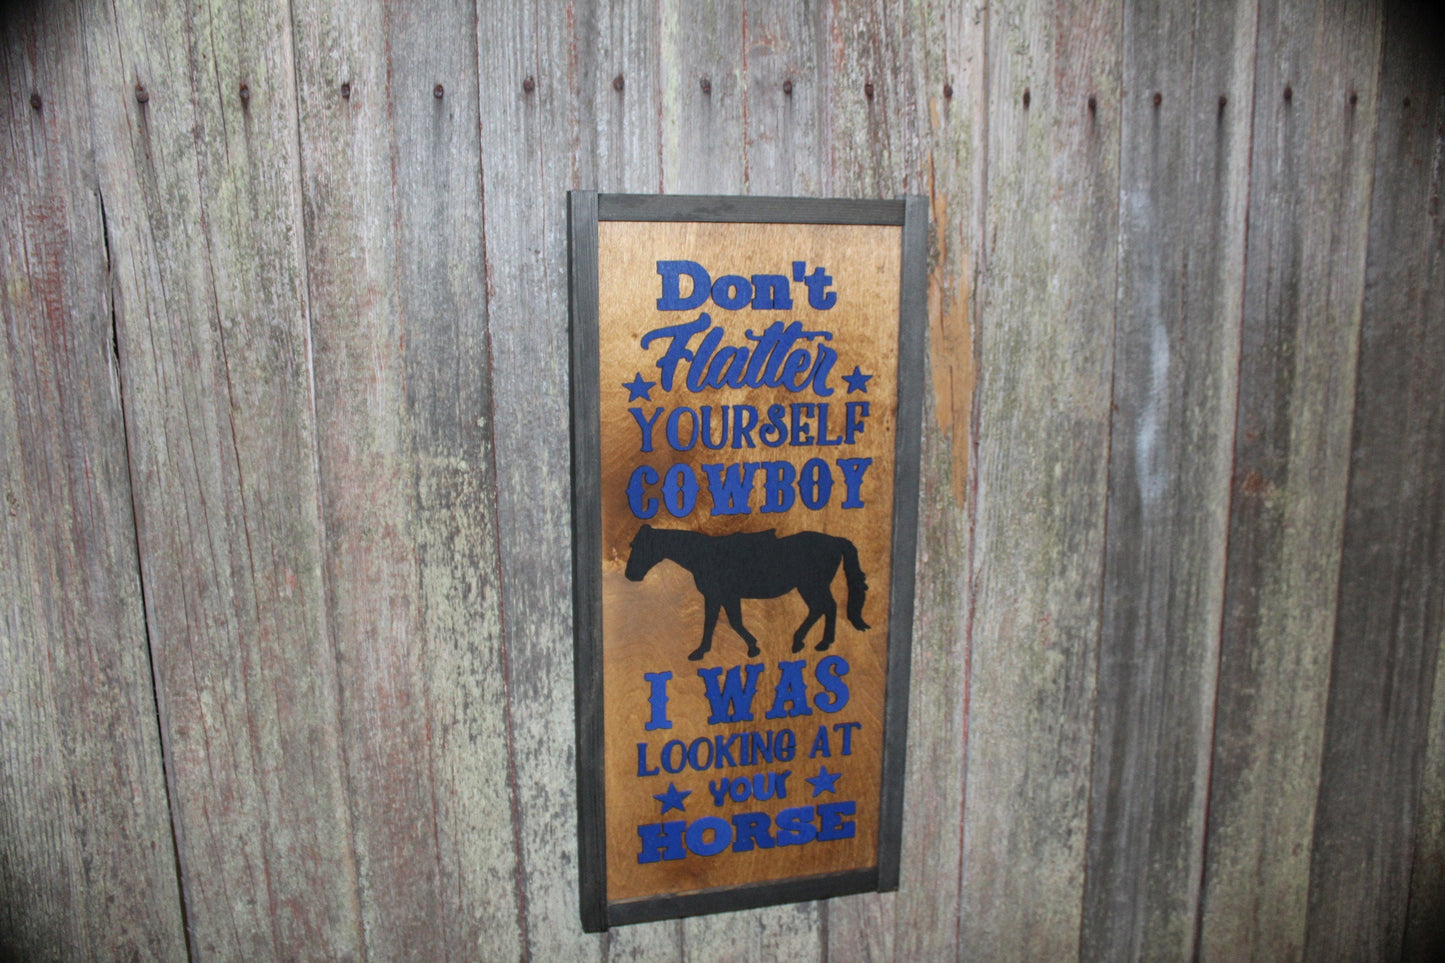 Don't
Flatter
YOURSELF
COWBOY
I WAS
LOOKING AT
your
HORSE